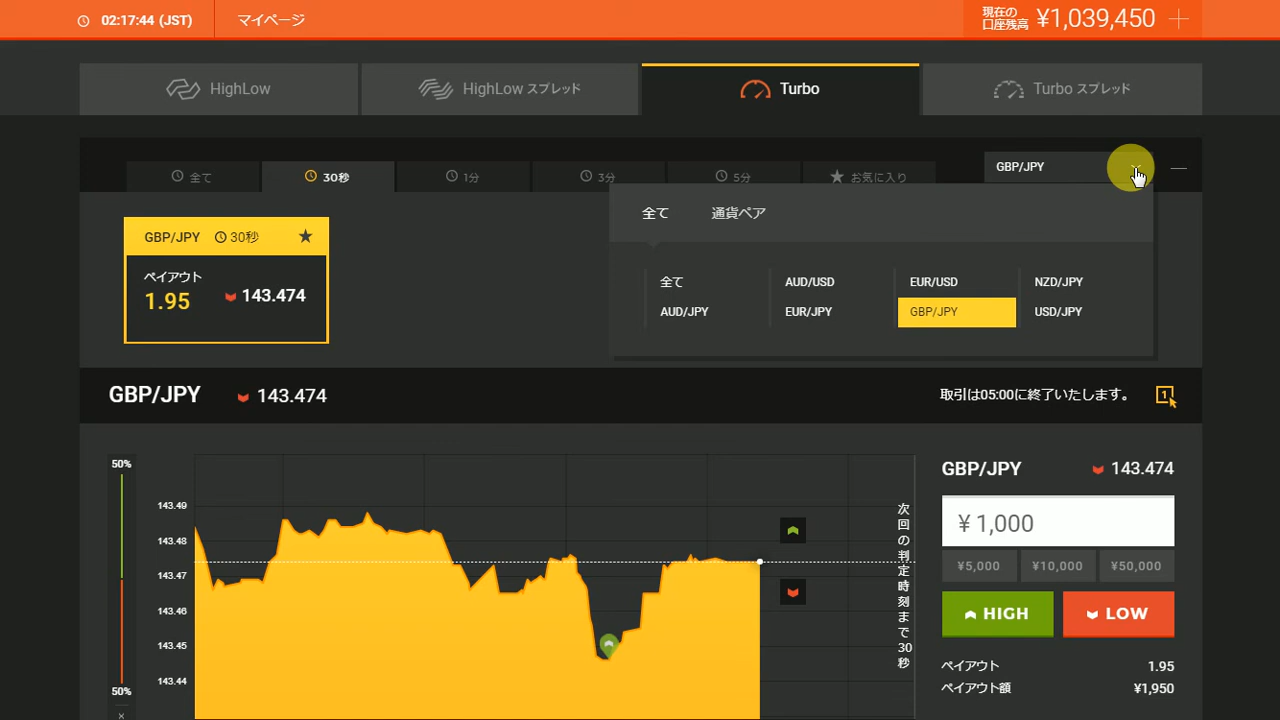 02:17:44 (JST)
マイページ
現在の
口座残高
¥1,039,450
HighLow
HighLow スプレッド
Turbo
Turbo スプレッド
全て
30秒
1分
3分
5分
お気に入り
GBP/JPY
全て
通貨ペア
GBP/JPY
30秒
ペイアウト
1.95
143.474
全て
AUD/USD
EUR/USD
NZD/JPY
AUD/JPY
EUR/JPY
GBP/JPY
USD/JPY
GBP/JPY
143.474
取引は05:00に終了いたします。
1
50%
143.49
143.48
143.47
143.46
143.45
143.44
50%
次回の判定時刻まで30秒
GBP/JPY
143.474
¥ 1,000
¥5,000
¥10,000
¥50,000
HIGH
LOW
ペイアウト
1.95
ペイアウト額
¥1,950